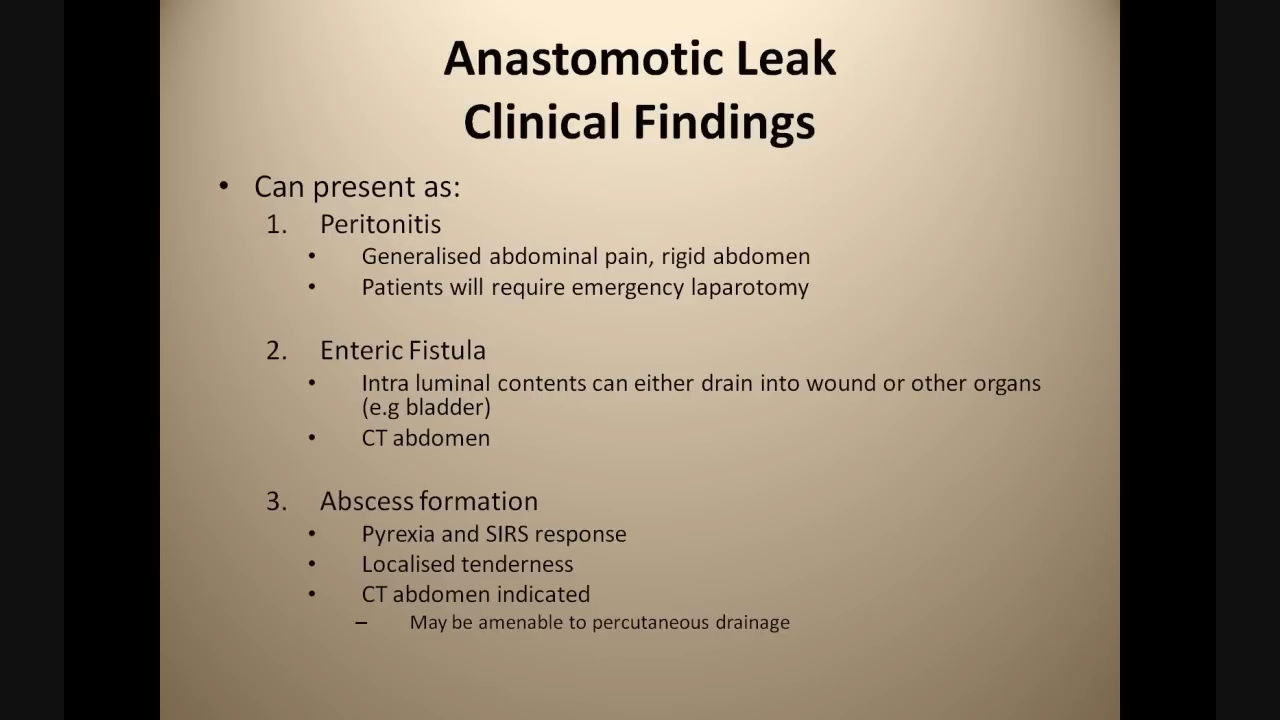 Anastomotic Leak
Clinical Findings
• Can present as:
1. Peritonitis
• Generalised abdominal pain, rigid abdomen
• Patients will require emergency laparotomy
2. Enteric Fistula
• Intra luminal contents can either drain into wound or other organs
(e.g bladder)
• CT abdomen
3. Abscess formation
• Pyrexia and SIRS response
• Localised tenderness
• CT abdomen indicated
– May be amenable to percutaneous drainage